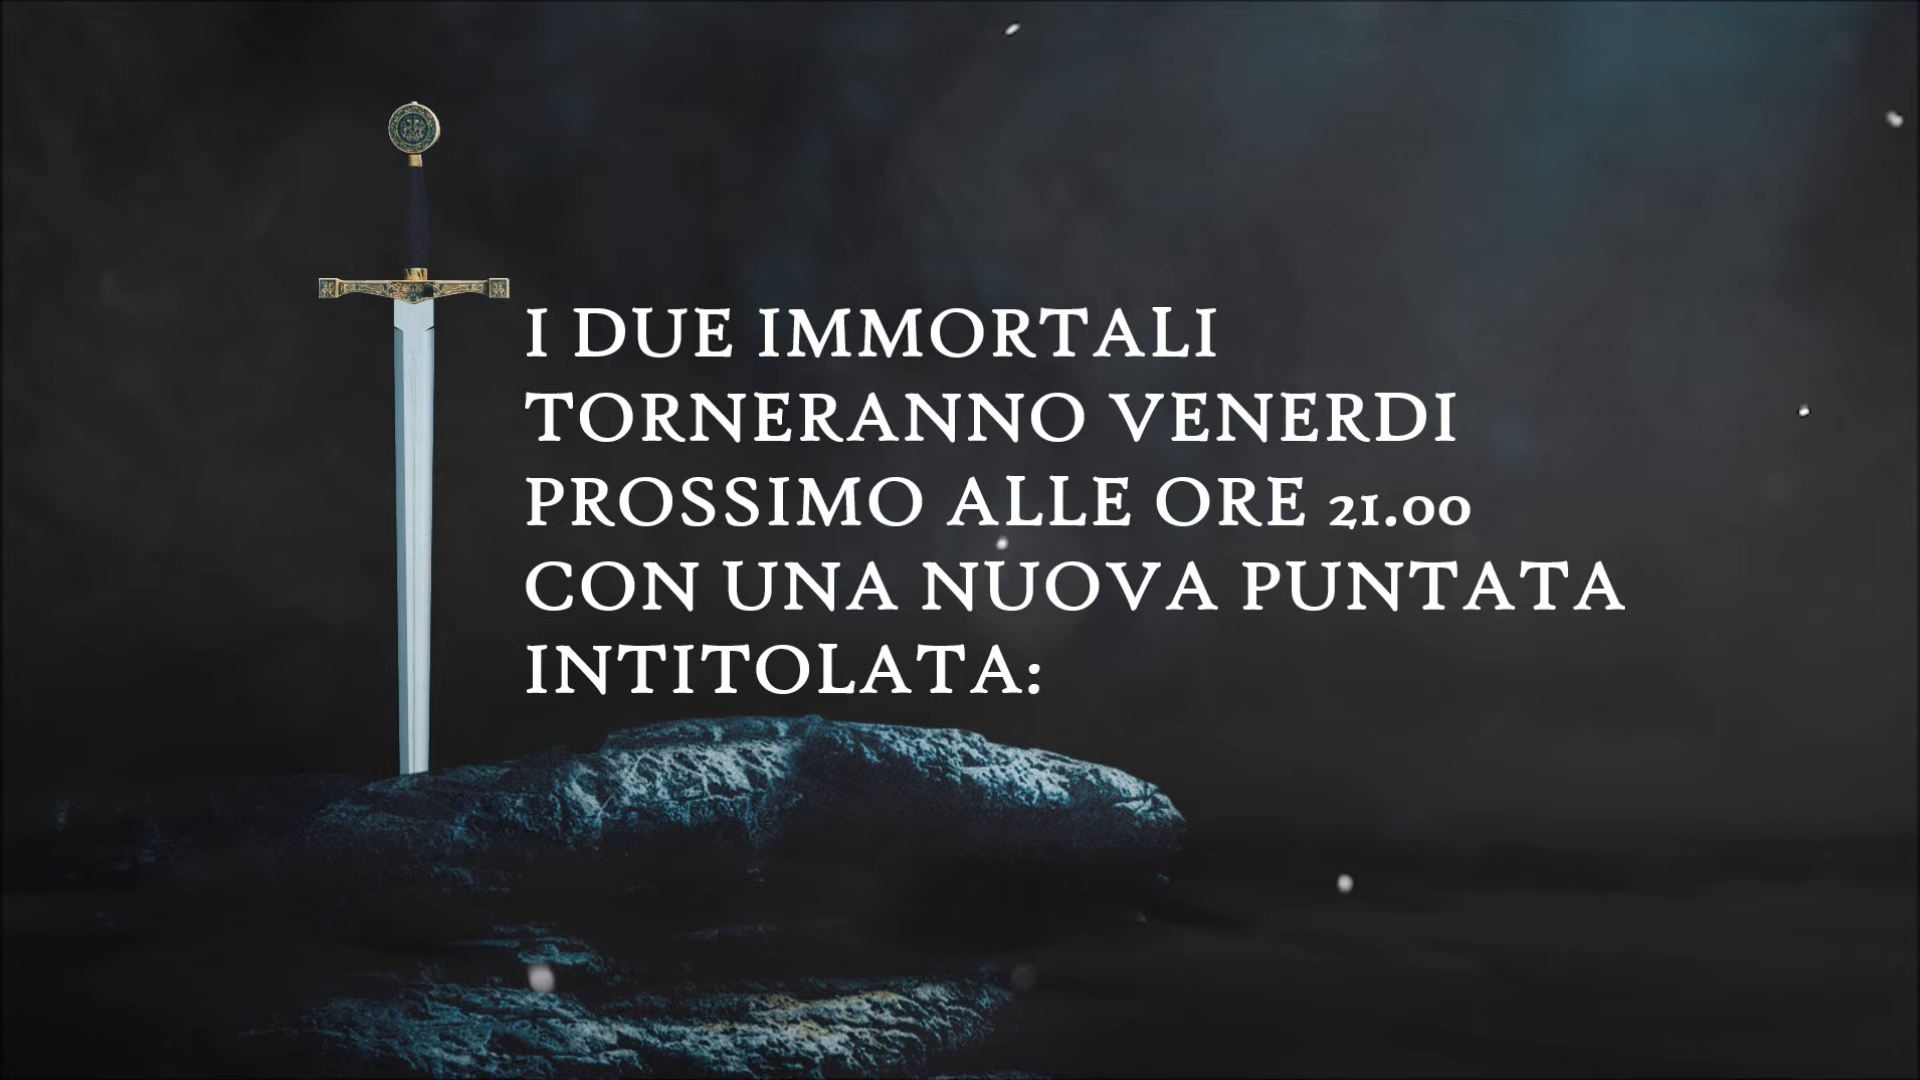 I DUE IMMORTALI
TORNERANNO VENERDI
PROSSIMO ALLE ORE 21.00
CON UNA NUOVA PUNTATA
INTITOLATA: